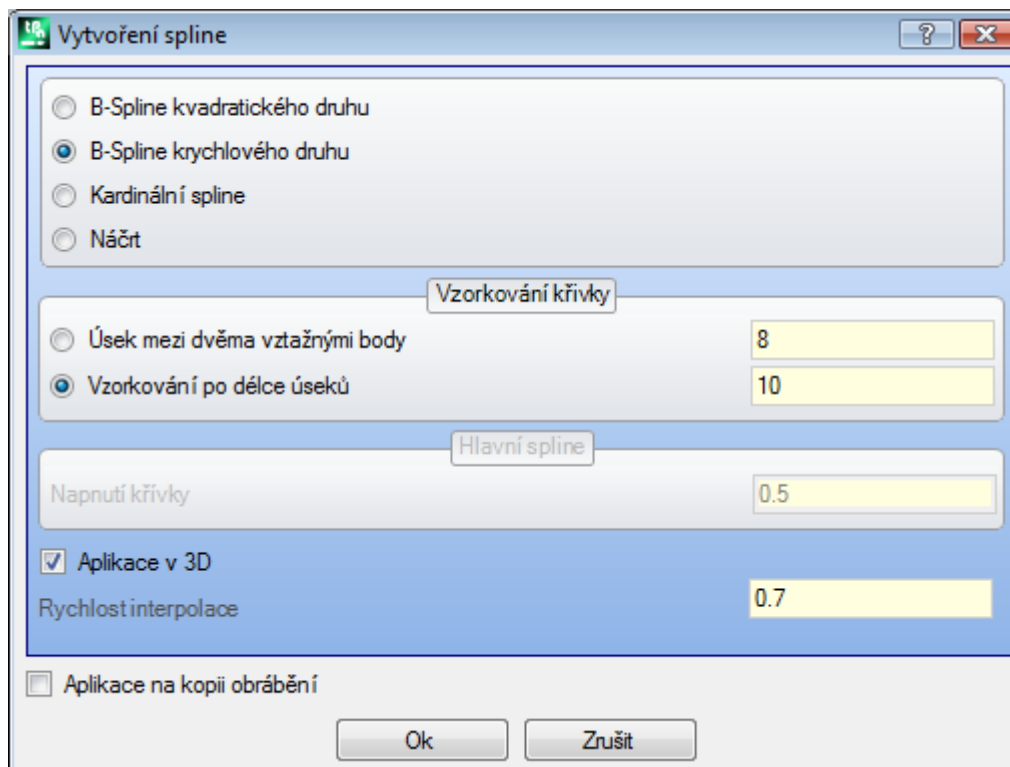 Vytvoření spline
B-Spline kvadratického druhu
B-Spline krychlového druhu
Kardinální spline
Náčrt
Vzorkování křivky
Úsek mezi dvěma vztažnými body 8
Vzorkování po délce úseků 10
Hlavní spline
Napnutí křívky 0.5
Aplikace v 3D
Rychlost interpolace 0.7
Aplikace na kopii obrábění
Ok Zrušit